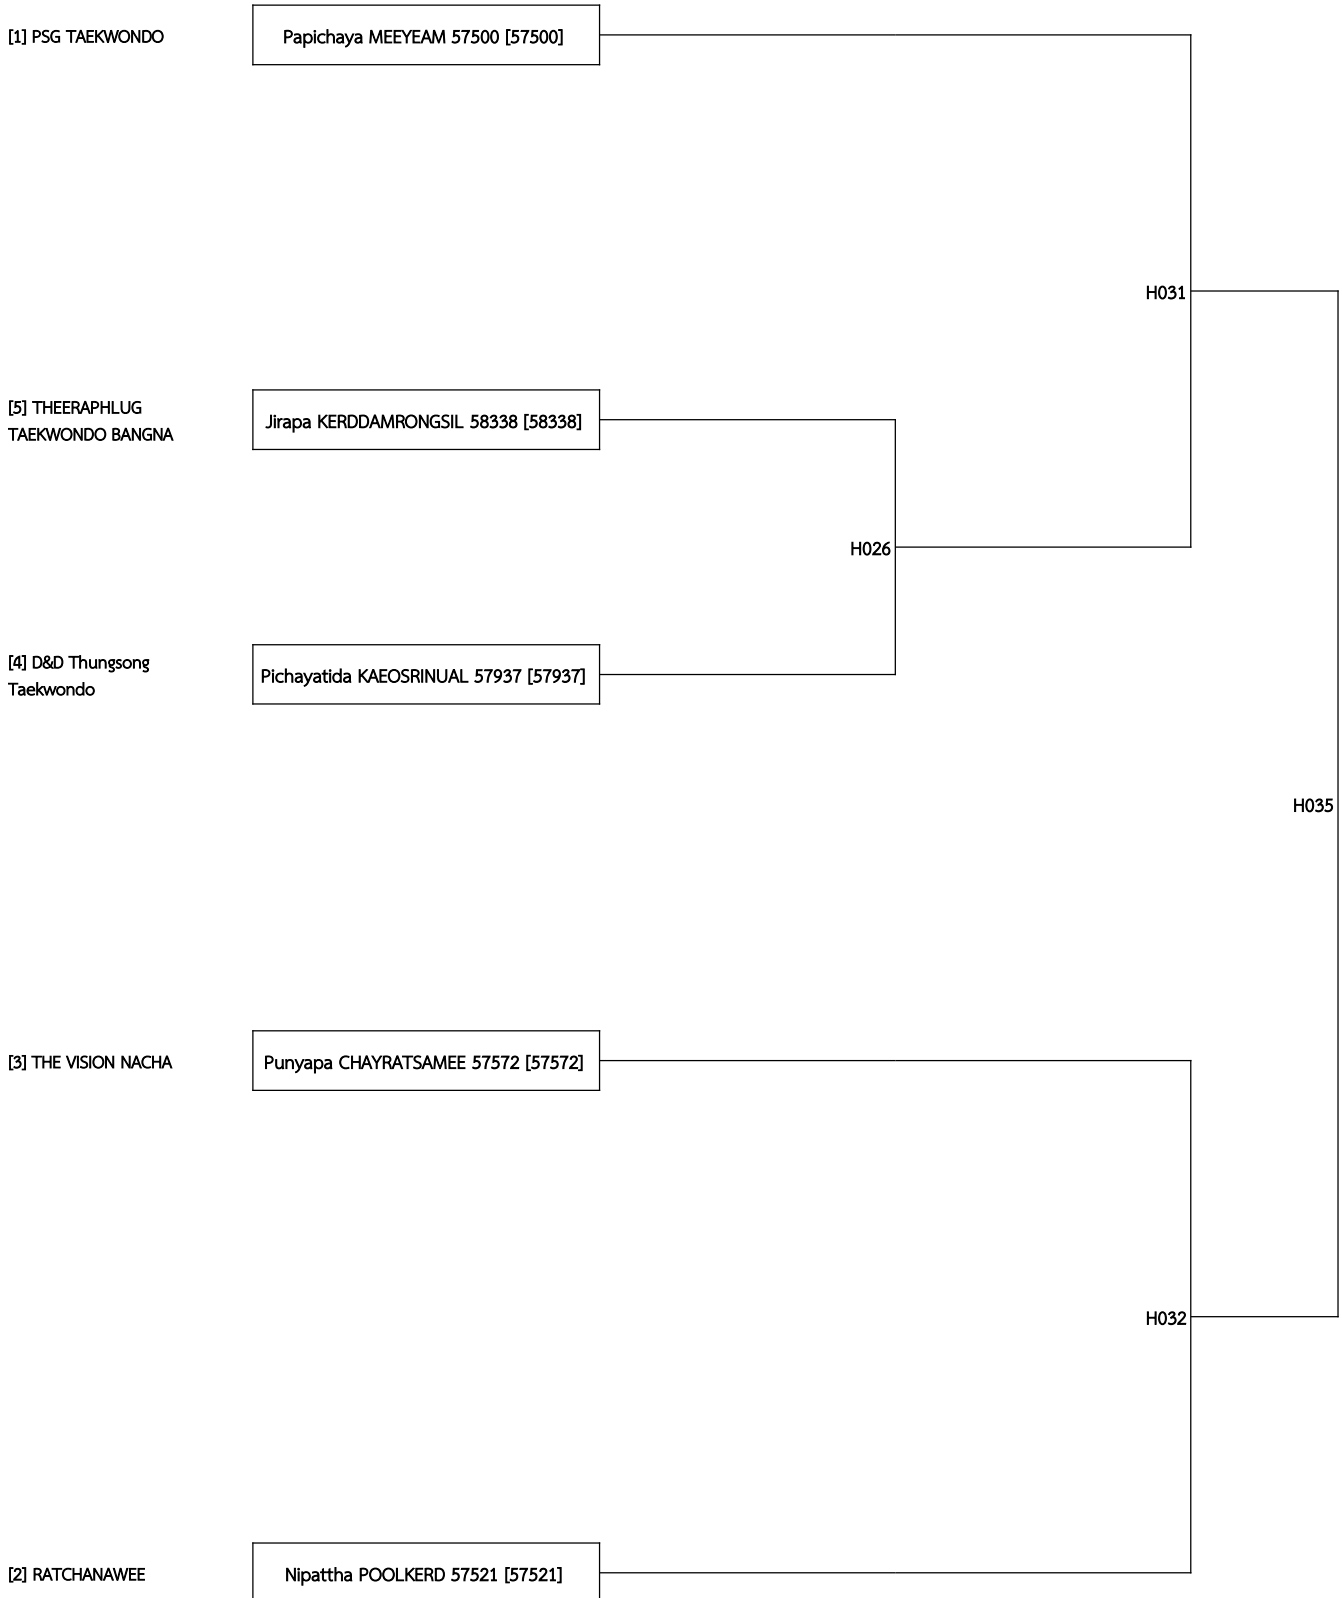 [1] PSG TAEKWONDO
Papichaya MEEYEAM 57500 [57500]
H031
[5] THEERAPHLUG
TAEKWONDO BANGNA
Jirapa KERDDAMRONGSIL 58338 [58338]
H026
[4] D&D Thungsong
Taekwondo
Pichayatida KAEOSRINUAL 57937 [57937]
H035
[3] THE VISION NACHA
Punyapa CHAYRATSAMEE 57572 [57572]
H032
[2] RATCHANAWEE
Nipattha POOLKERD 57521 [57521]